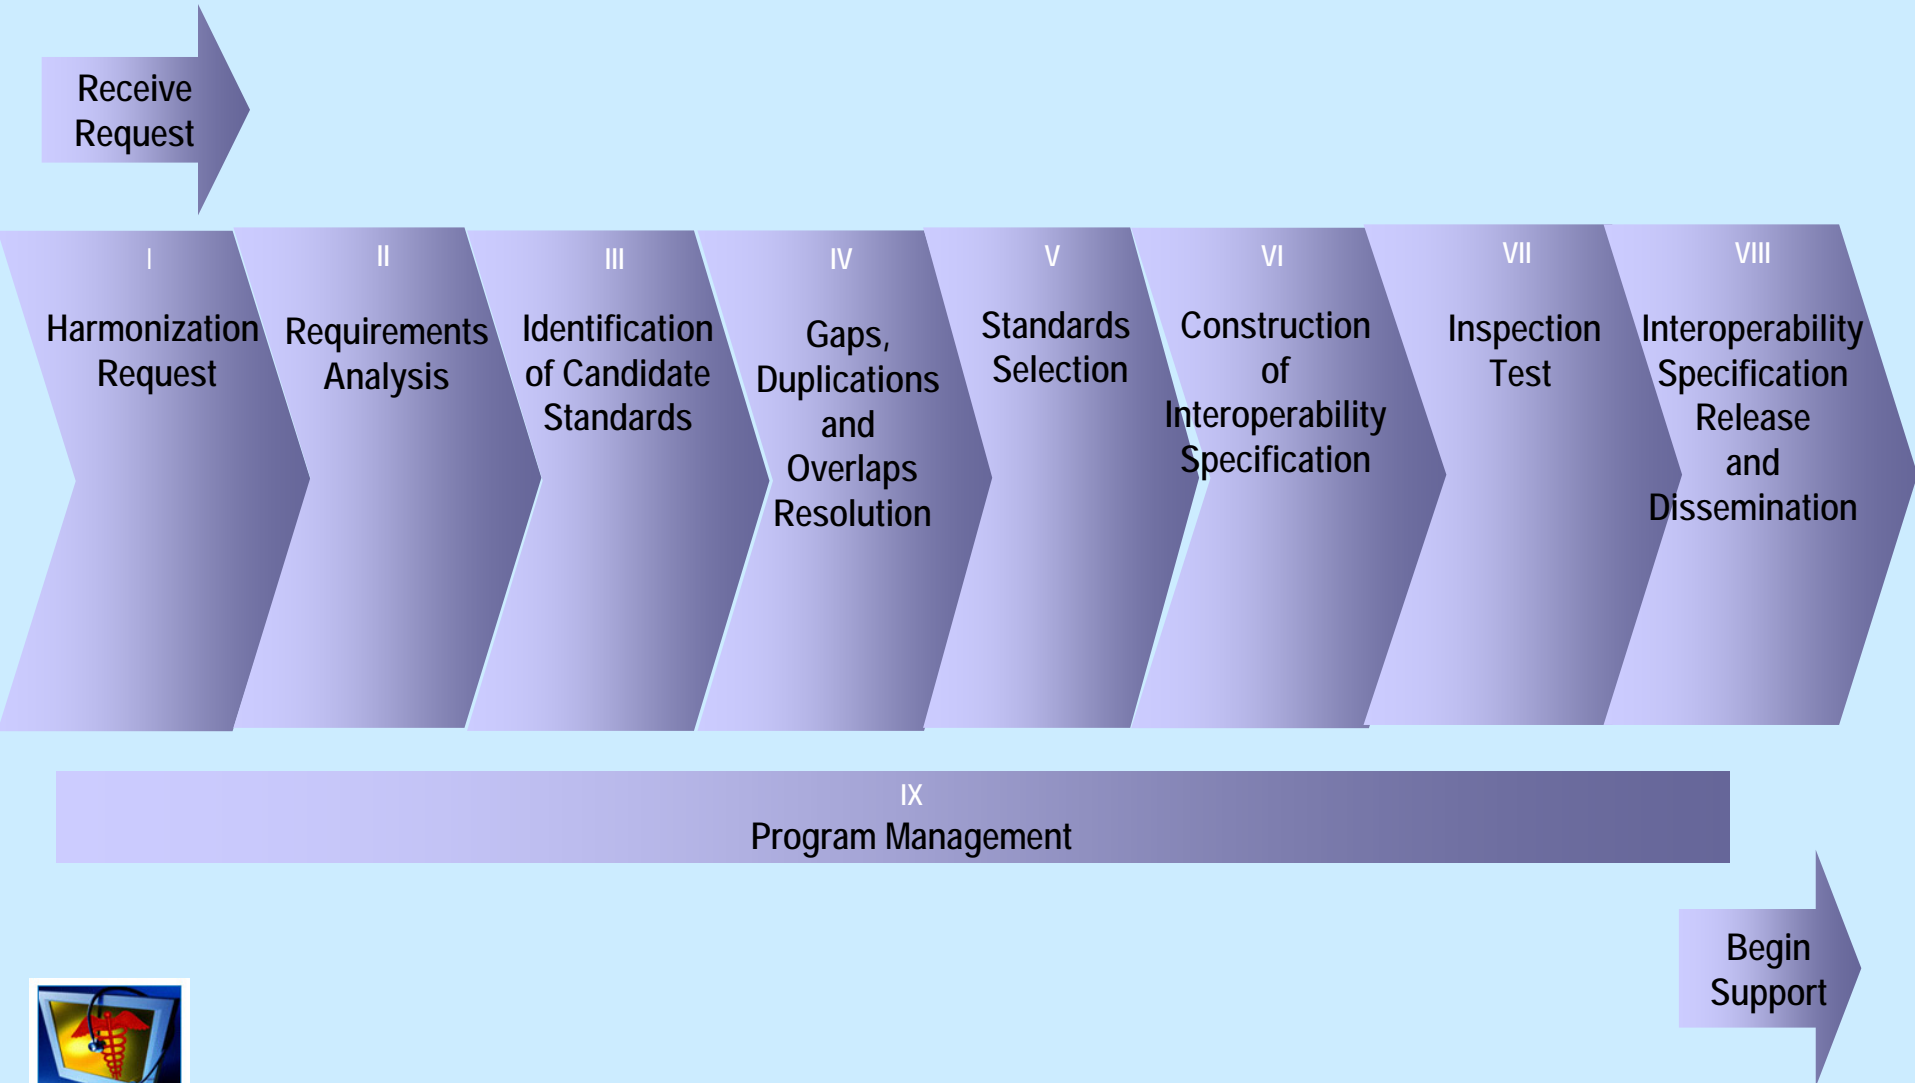 Receive
Request
I
Harmonization
Request
II
Requirements
Analysis
III
Identification
of Candidate
Standards
IV
Gaps,
Duplications
and
Overlaps
Resolution
V
Standards
Selection
VI
Construction
of
Interoperability
Specification
VII
Inspection
Test
VIII
Interoperability
Specification
Release
and
Dissemination
IX
Program Management
Begin
Support